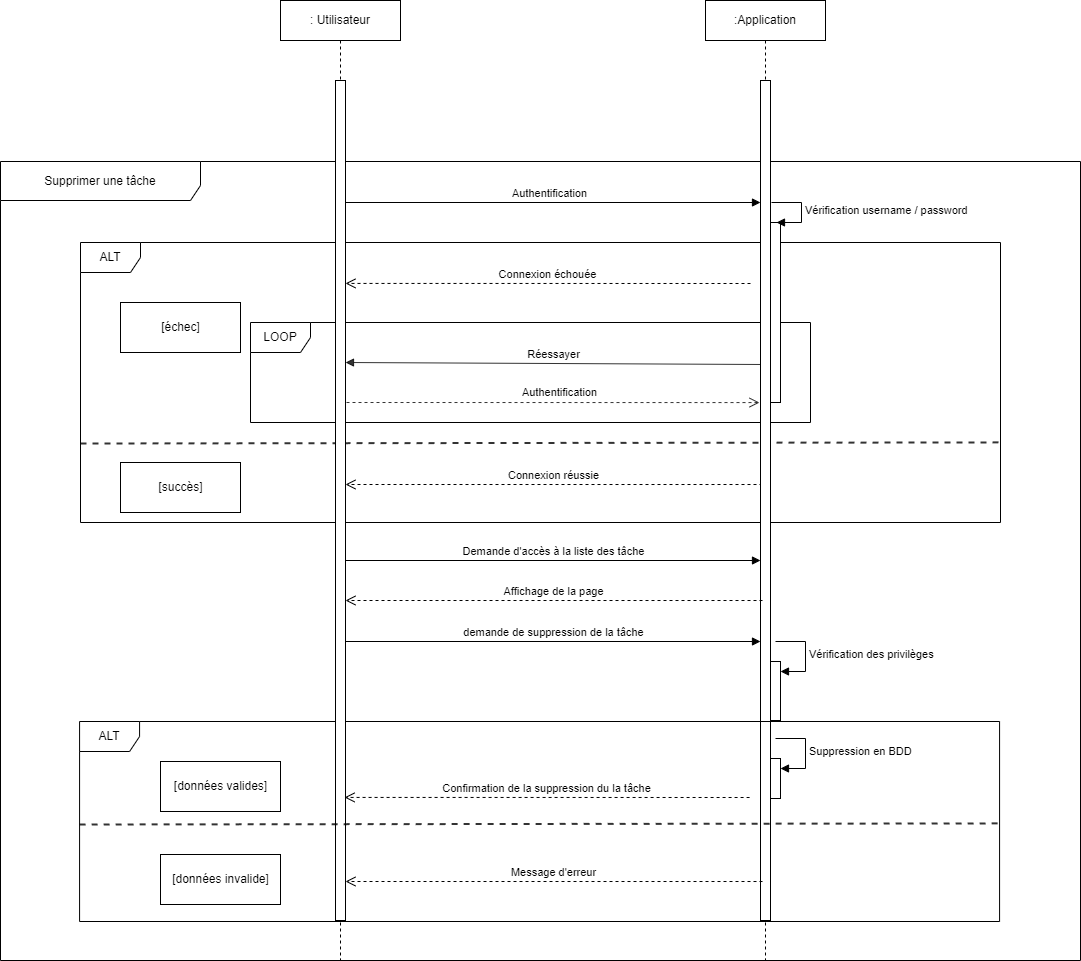 : Utilisateur
:Application
Supprimer une tâche
Authentification
Vérification username / password
ALT
Connexion échouée
[échec]
LOOP
Réessayer
Authentification
Connexion réussie
[succès]
Demande d'accès à la liste des tâche
Affichage de la page
demande de suppression de la tâche
Vérification des privilèges
ALT
Suppression en BDD
[données valides]
Confirmation de la suppression du la tâche
Message d'erreur
[données invalide]